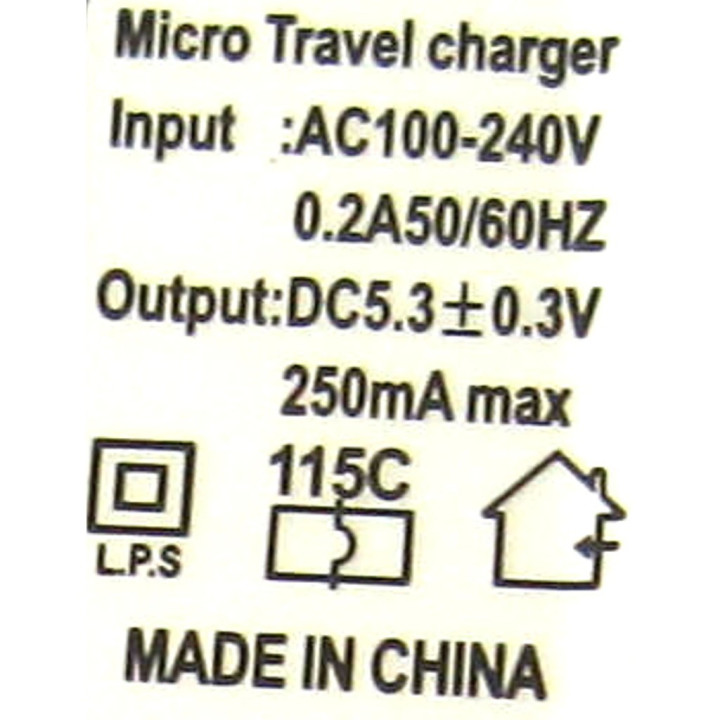 Micro Travel charger
Input :AC100-240V
0.2A50/60HZ
Output:DC5.3±0.3V
250mA max
115C
L.P.S
MADE IN CHINA